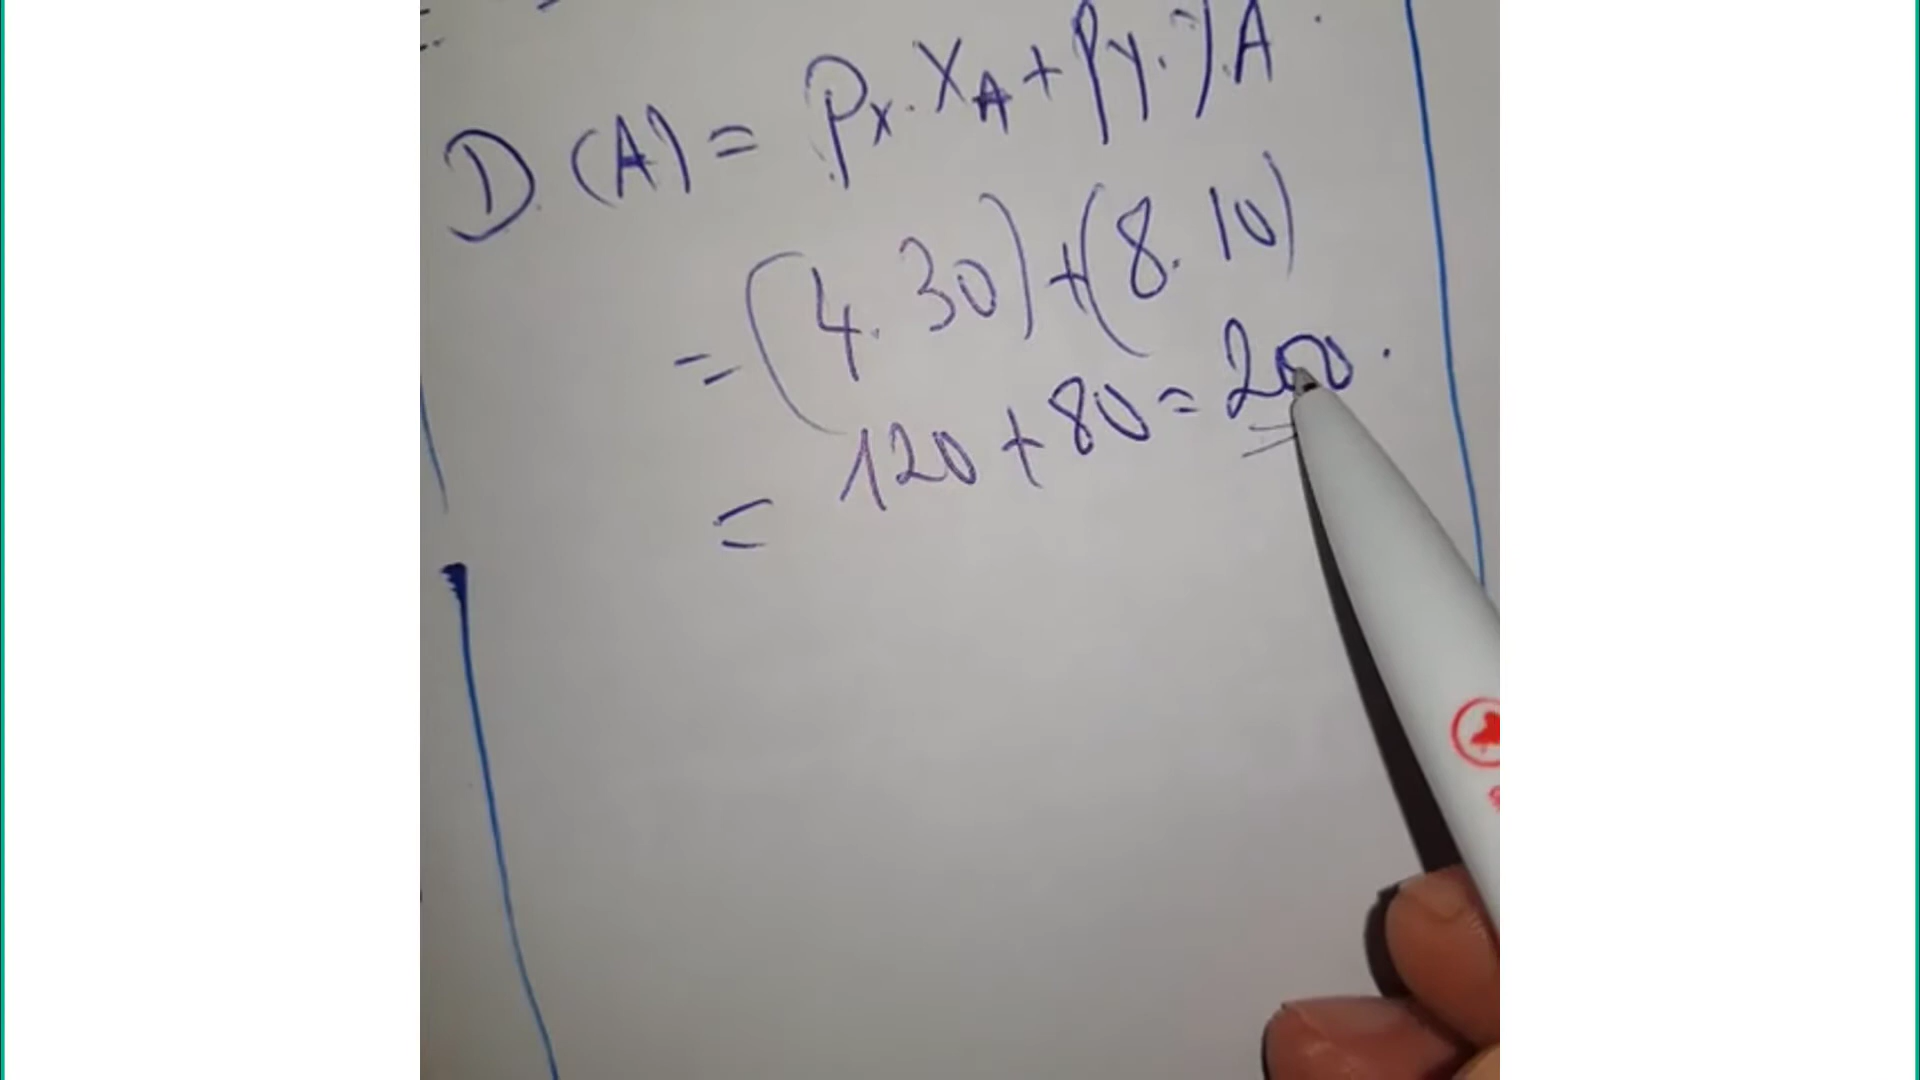 D(A) = Px.XA + Py.YA
= (4.30) + (8.10)
= 120 + 80 = 200.